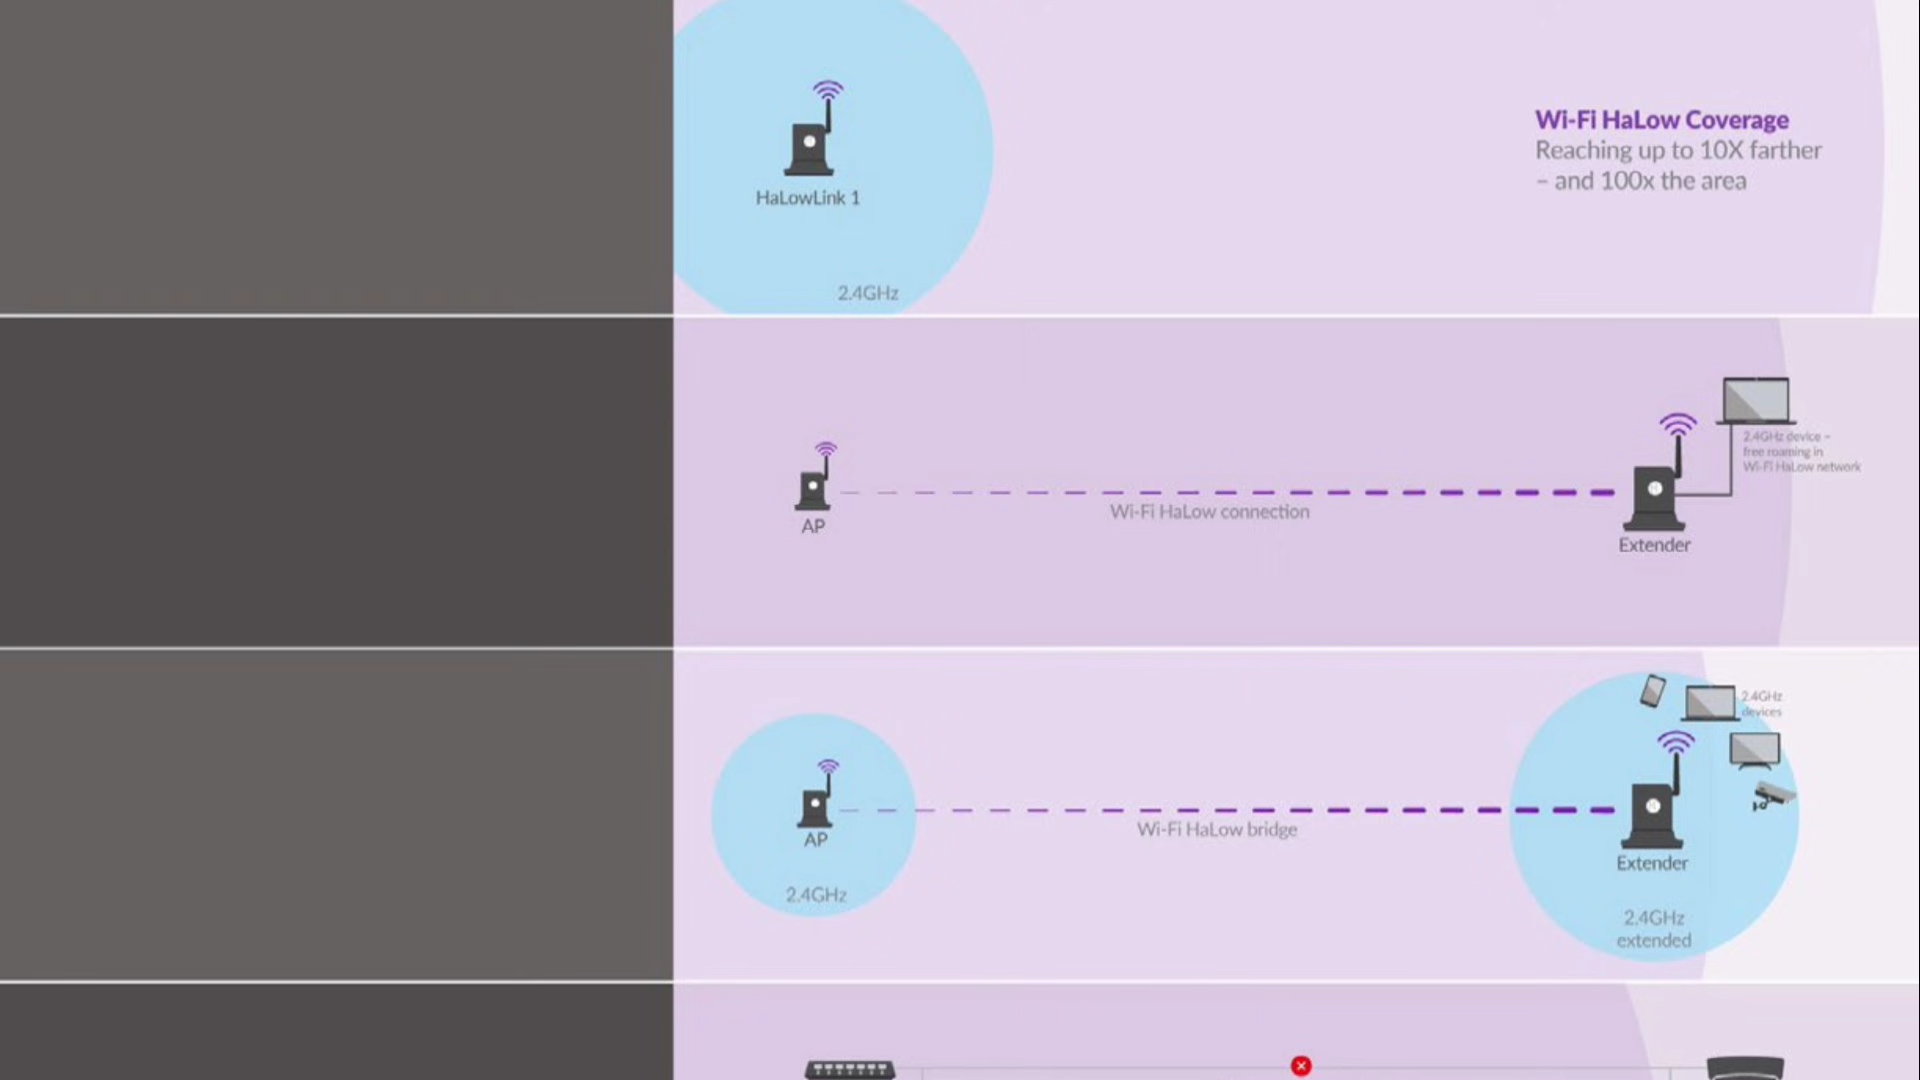 Wi-Fi HaLow Coverage
Reaching up to 10X farther
– and 100x the area
HaLowLink 1
2.4GHz
2.4GHz device –
free roaming in
Wi-Fi HaLow network
Wi-Fi HaLow connection
AP
Extender
2.4GHz
devices
Wi-Fi HaLow bridge
AP
Extender
2.4GHz
2.4GHz
extended